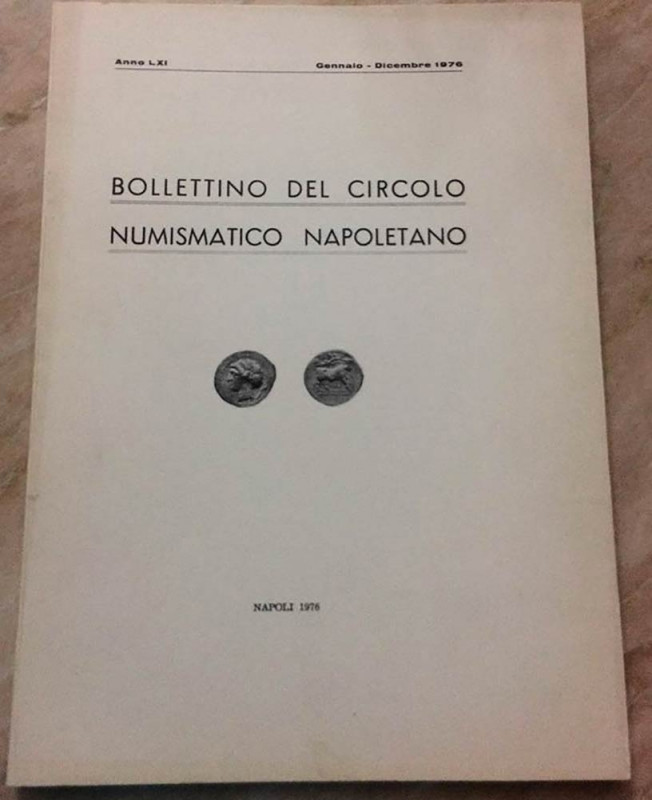 Anno LXI
Gennaio - Dicembre 1976
BOLLETTINO DEL CIRCOLO
NUMISMATICO NAPOLETANO
NAPOLI 1976